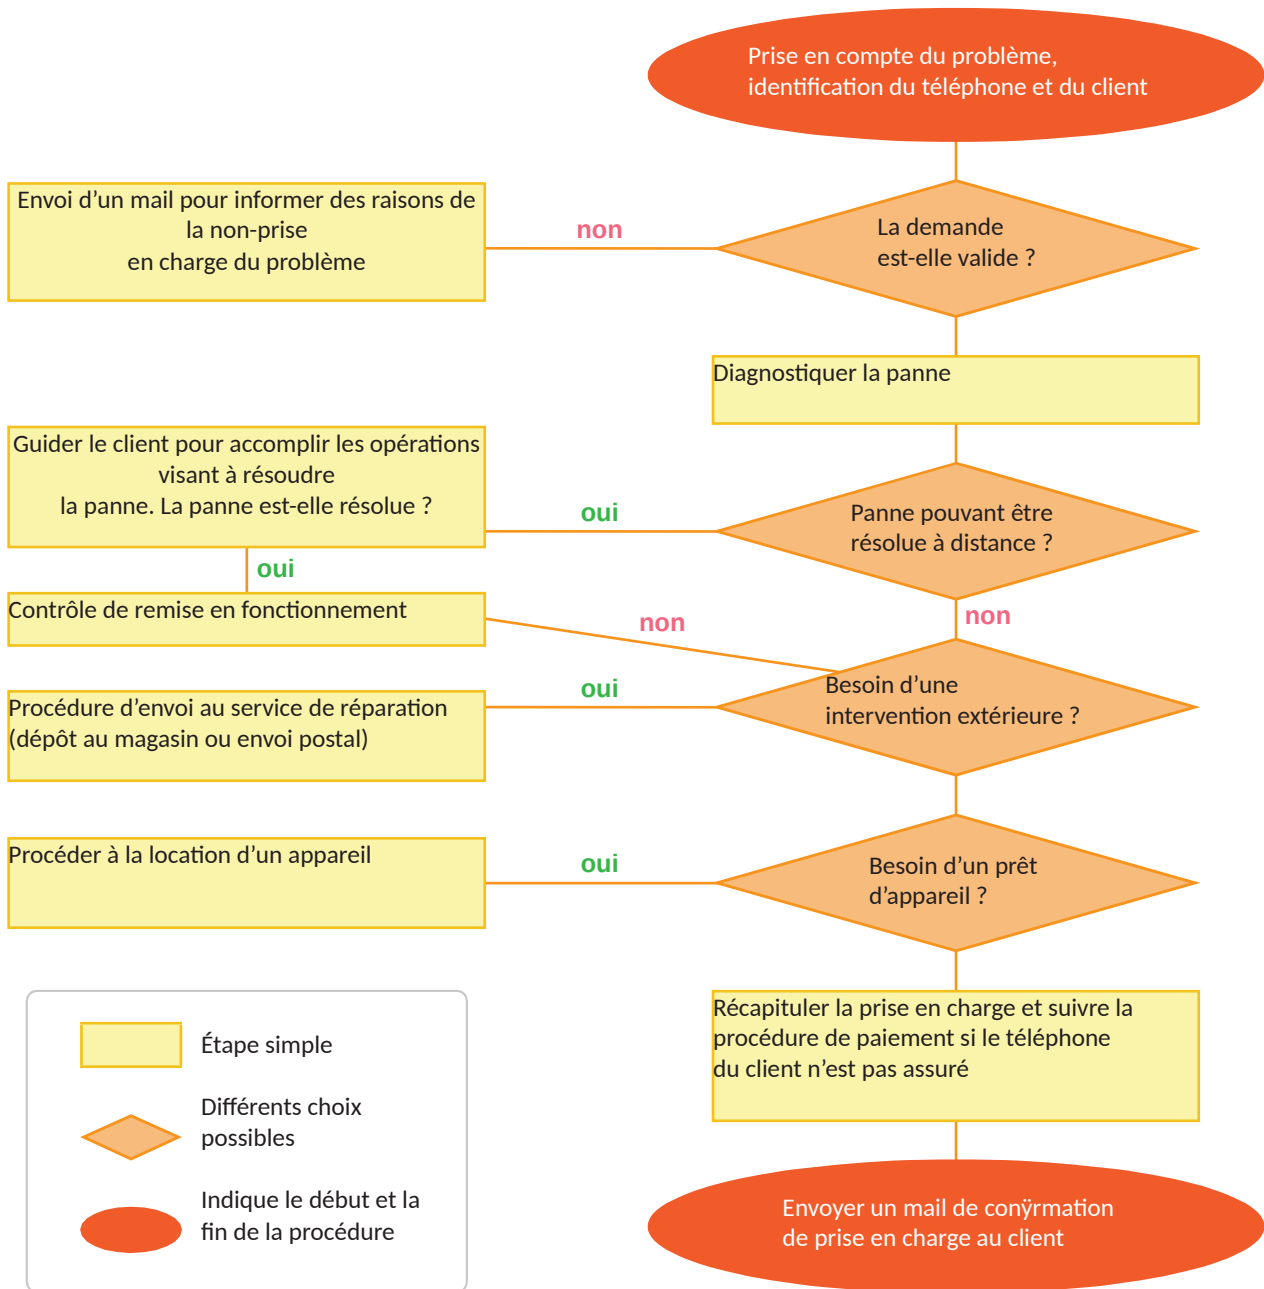 Prise en compte du problème,
identification du téléphone et du client
Envoi d’un mail pour informer des raisons de
la non-prise
en charge du problème
non
La demande
est-elle valide ?
Diagnostiquer la panne
Guider le client pour accomplir les opérations
visant à résoudre
la panne. La panne est-elle résolue ?
oui
Panne pouvant être
résolue à distance ?
oui
non
Contrôle de remise en fonctionnement
non
Besoin d’une
intervention extérieure ?
oui
Procédure d’envoi au service de réparation
(dépôt au magasin ou envoi postal)
Procéder à la location d’un appareil
oui
Besoin d’un prêt
d’appareil ?
Récapituler la prise en charge et suivre la
procédure de paiement si le téléphone
du client n’est pas assuré
Étape simple
Différents choix
possibles
Indique le début et la
fin de la procédure
Envoyer un mail de conÿrmation
de prise en charge au client